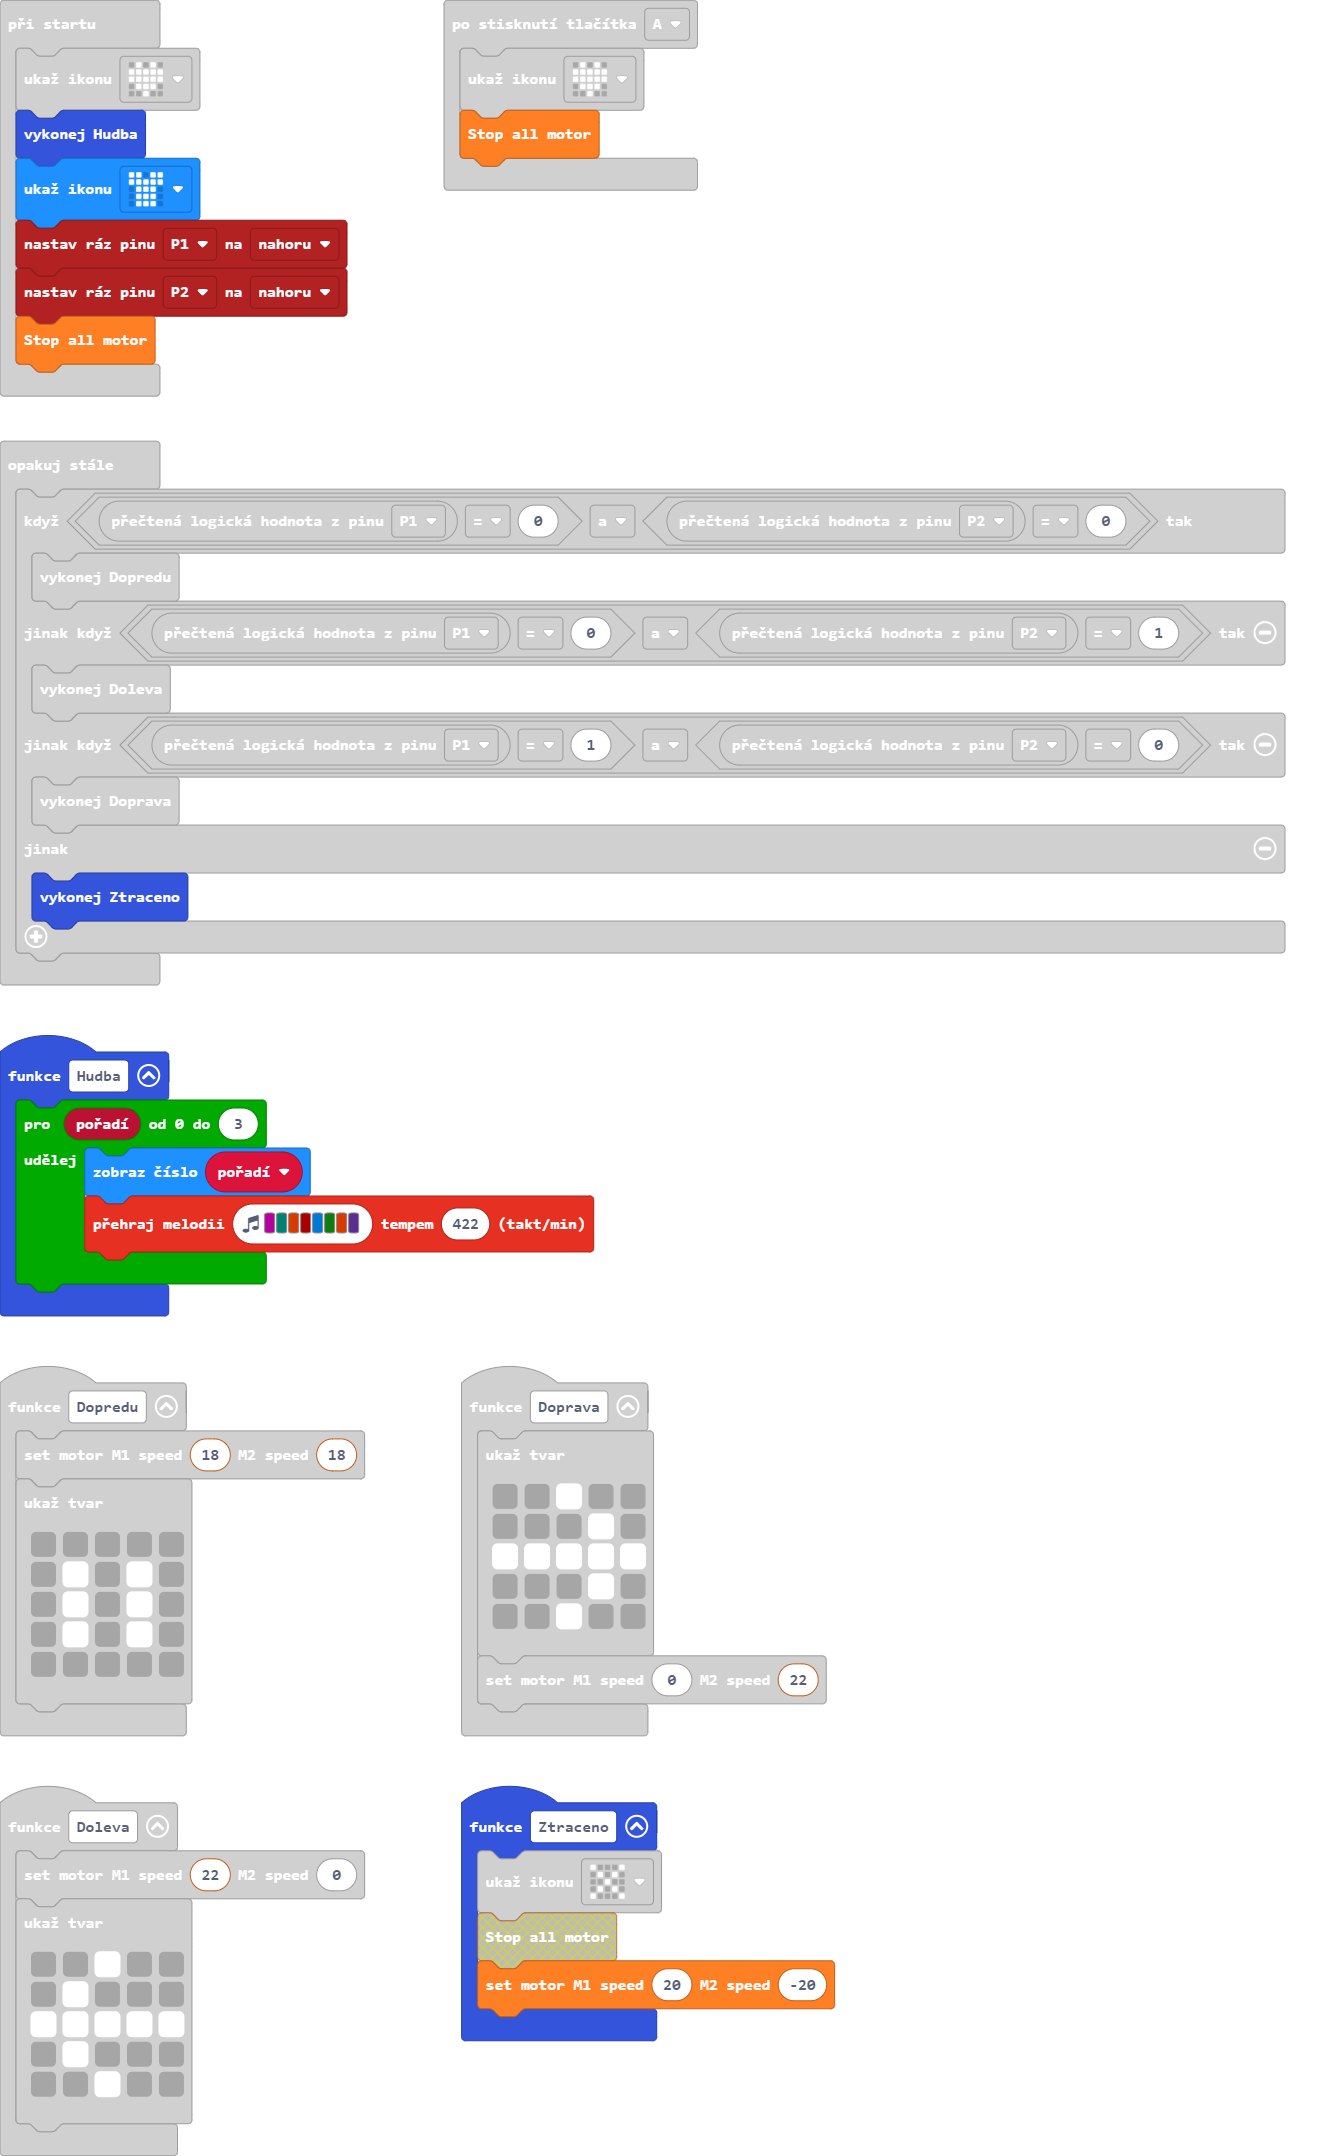 při startu
ukaž ikonu
vykonej Hudba
ukaž ikonu
nastav ráz pinu P1 na nahoru
nastav ráz pinu P2 na nahoru
Stop all motor
po stisknutí tlačítka A
ukaž ikonu
Stop all motor
opakuj stále
když přečtená logická hodnota z pinu P1 = 0 a přečtená logická hodnota z pinu P2 = 0 tak
vykonej Dopredu
jinak když přečtená logická hodnota z pinu P1 = 0 a přečtená logická hodnota z pinu P2 = 1 tak
vykonej Doleva
jinak když přečtená logická hodnota z pinu P1 = 1 a přečtená logická hodnota z pinu P2 = 0 tak
vykonej Doprava
jinak
vykonej Ztraceno
funkce Hudba
pro pořadí od 0 do 3
udělej
zobraz číslo pořadí
přehraj melodii tempem 422 (takt/min)
funkce Dopredu
set motor M1 speed 18 M2 speed 18
ukaž tvar
funkce Doprava
ukaž tvar
set motor M1 speed 0 M2 speed 22
funkce Doleva
set motor M1 speed 22 M2 speed 0
ukaž tvar
funkce Ztraceno
ukaž ikonu
Stop all motor
set motor M1 speed 20 M2 speed -20